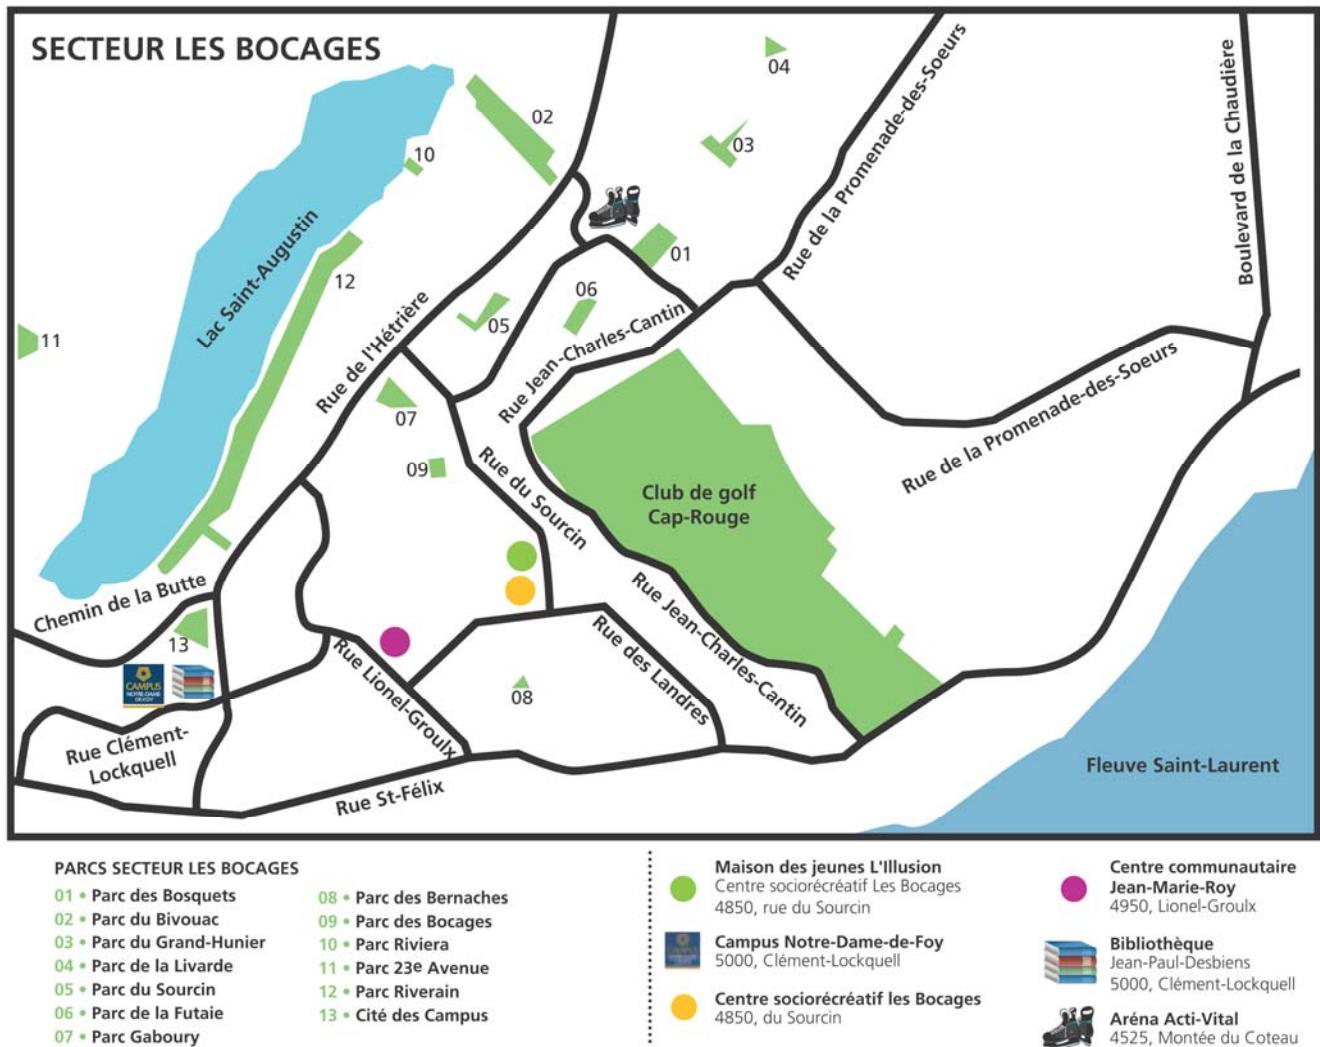 SECTEUR LES BOCAGES
04
02
03
10
Rue de la Promenade-des-Soeurs
Boulevard de la Chaudière
Lac Saint-Augustin
01
12
06
05
11
Rue de l'Hétrière
Rue Jean-Charles-Cantin
Rue de la Promenade-des-Soeurs
07
09
Rue du Sourcin
Club de golf
Cap-Rouge
Chemin de la Butte
13
Rue Jean-Charles-Cantin
Rue des Landres
Rue Lionel-Groulx
08
CAMPUS
NOTRE-DAME
DE-FOY
Rue Clément-
Lockquell
Rue St-Félix
Fleuve Saint-Laurent
PARCS SECTEUR LES BOCAGES
01 • Parc des Bosquets
02 • Parc du Bivouac
03 • Parc du Grand-Hunier
04 • Parc de la Livarde
05 • Parc du Sourcin
06 • Parc de la Futaie
07 • Parc Gaboury
08 • Parc des Bernaches
09 • Parc des Bocages
10 • Parc Riviera
11 • Parc 23e Avenue
12 • Parc Riverain
13 • Cité des Campus
Maison des jeunes L'Illusion
Centre sociorécréatif Les Bocages
4850, rue du Sourcin
Campus Notre-Dame-de-Foy
5000, Clément-Lockquell
Centre sociorécréatif les Bocages
4850, du Sourcin
Centre communautaire
Jean-Marie-Roy
4950, Lionel-Groulx
Bibliothèque
Jean-Paul-Desbiens
5000, Clément-Lockquell
Aréna Acti-Vital
4525, Montée du Coteau